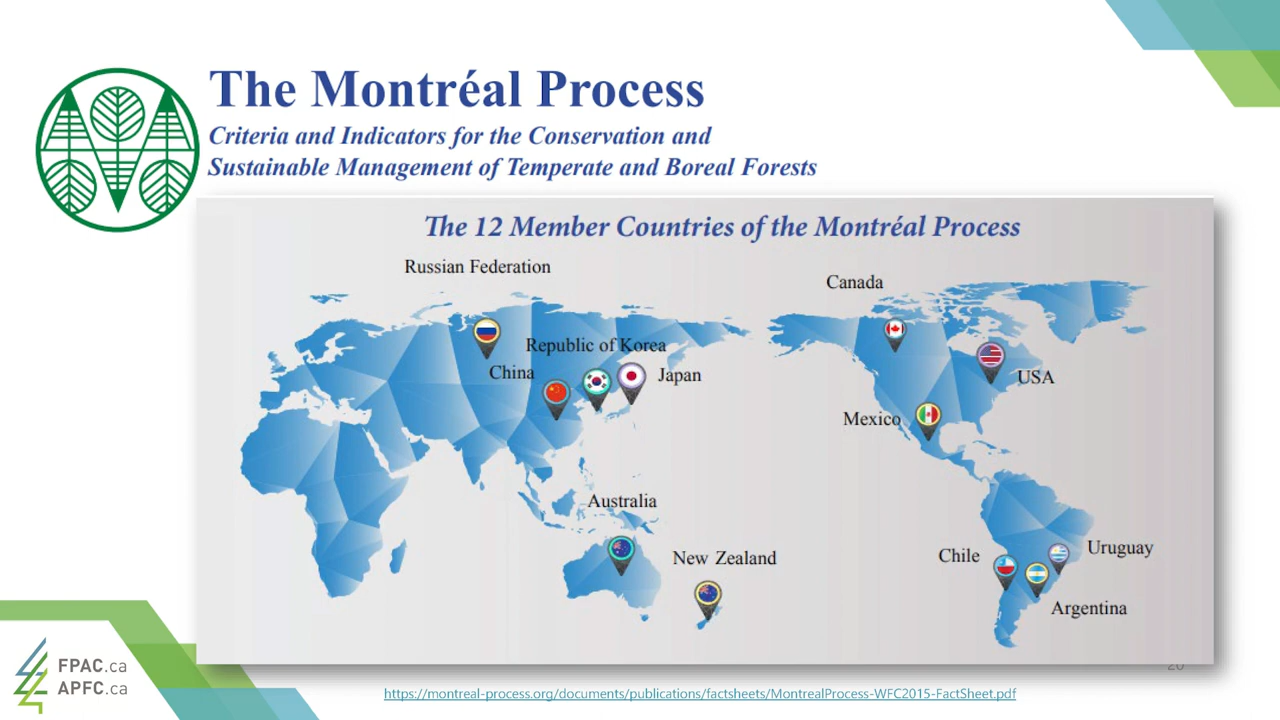 The Montréal Process
Criteria and Indicators for the Conservation and
Sustainable Management of Temperate and Boreal Forests
The 12 Member Countries of the Montréal Process
Russian Federation
Canada
Republic of Korea
China
Japan
USA
Mexico
Australia
New Zealand
Chile
Uruguay
Argentina
FPAC.ca
APFC.ca
20
https://montreal-process.org/documents/publications/factsheets/MontrealProcess-WFC2015-FactSheet.pdf